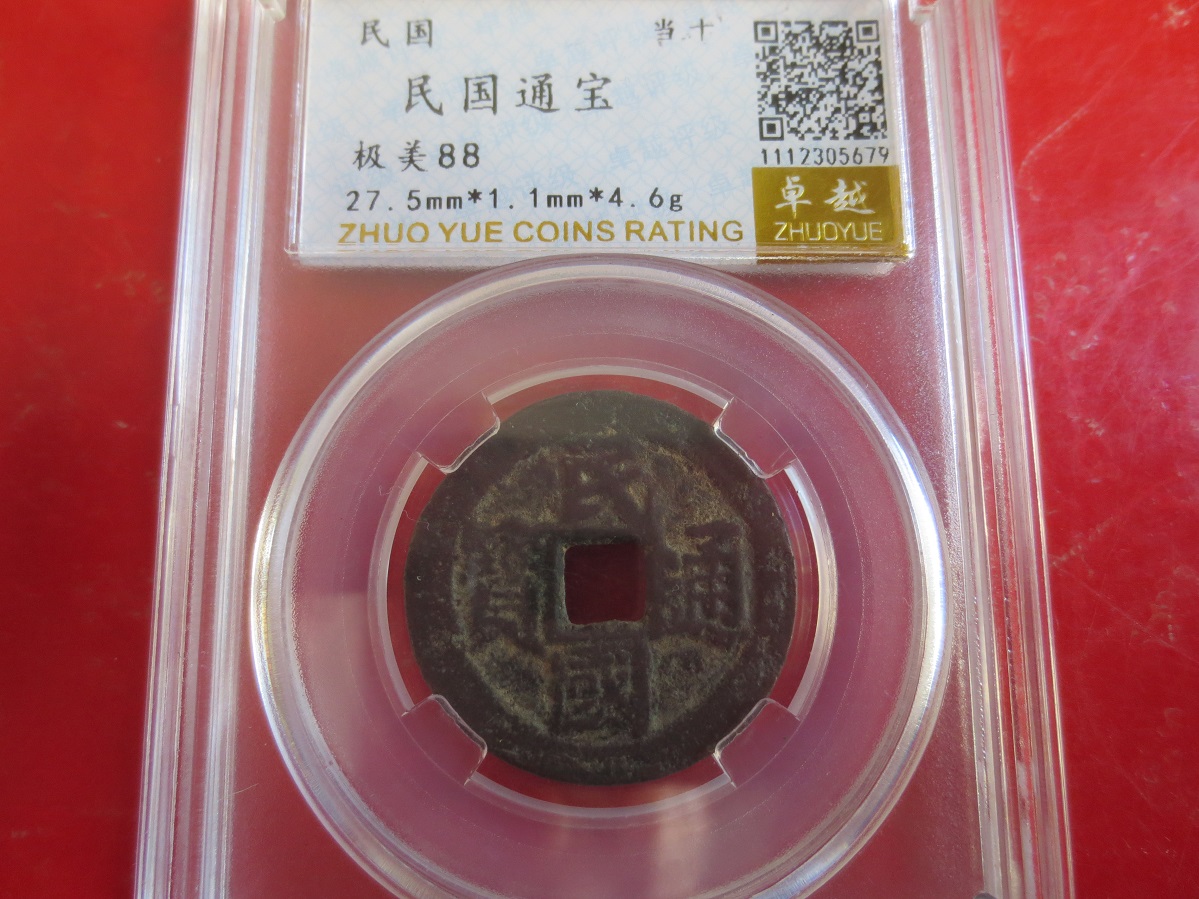 民国 当十
民国通宝
极美88
27.5mm*1.1mm*4.6g
1112305679
卓越
ZHUOYUE
ZHUO YUE COINS RATING
民
寳 通
國